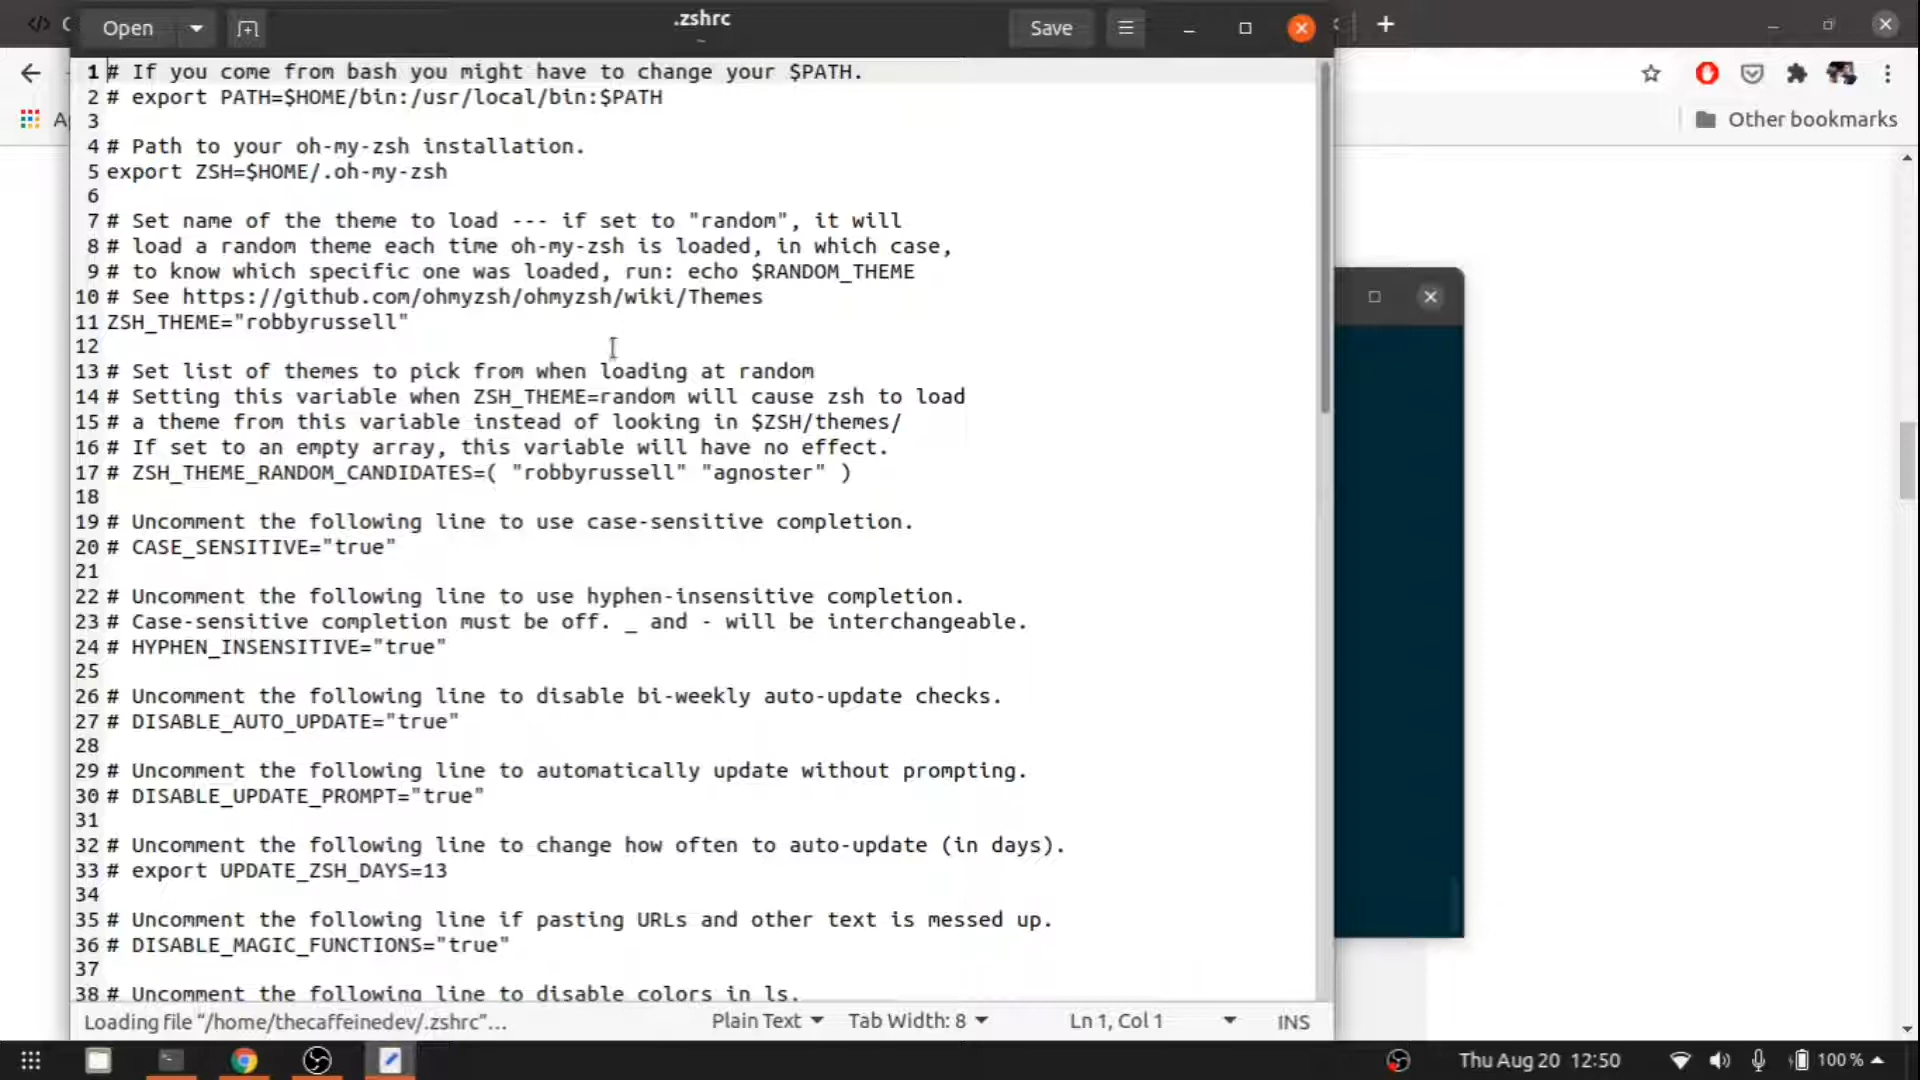 Open
.zshrc
~
Save
Other bookmarks
1 # If you come from bash you might have to change your $PATH.
2 # export PATH=$HOME/bin:/usr/local/bin:$PATH
3
4 # Path to your oh-my-zsh installation.
5 export ZSH=$HOME/.oh-my-zsh
6
7 # Set name of the theme to load --- if set to "random", it will
8 # load a random theme each time oh-my-zsh is loaded, in which case,
9 # to know which specific one was loaded, run: echo $RANDOM_THEME
10 # See https://github.com/ohmyzsh/ohmyzsh/wiki/Themes
11 ZSH_THEME="robbyrussell"
12
13 # Set list of themes to pick from when loading at random
14 # Setting this variable when ZSH_THEME=random will cause zsh to load
15 # a theme from this variable instead of looking in $ZSH/themes/
16 # If set to an empty array, this variable will have no effect.
17 # ZSH_THEME_RANDOM_CANDIDATES=( "robbyrussell" "agnoster" )
18
19 # Uncomment the following line to use case-sensitive completion.
20 # CASE_SENSITIVE="true"
21
22 # Uncomment the following line to use hyphen-insensitive completion.
23 # Case-sensitive completion must be off. _ and - will be interchangeable.
24 # HYPHEN_INSENSITIVE="true"
25
26 # Uncomment the following line to disable bi-weekly auto-update checks.
27 # DISABLE_AUTO_UPDATE="true"
28
29 # Uncomment the following line to automatically update without prompting.
30 # DISABLE_UPDATE_PROMPT="true"
31
32 # Uncomment the following line to change how often to auto-update (in days).
33 # export UPDATE_ZSH_DAYS=13
34
35 # Uncomment the following line if pasting URLs and other text is messed up.
36 # DISABLE_MAGIC_FUNCTIONS="true"
37
38 # Uncomment the following line to disable colors in ls.
Loading file “/home/thecaffeinedev/.zshrc”…
Plain Text
Tab Width: 8
Ln 1, Col 1
INS
Thu Aug 20 12:50
100 %